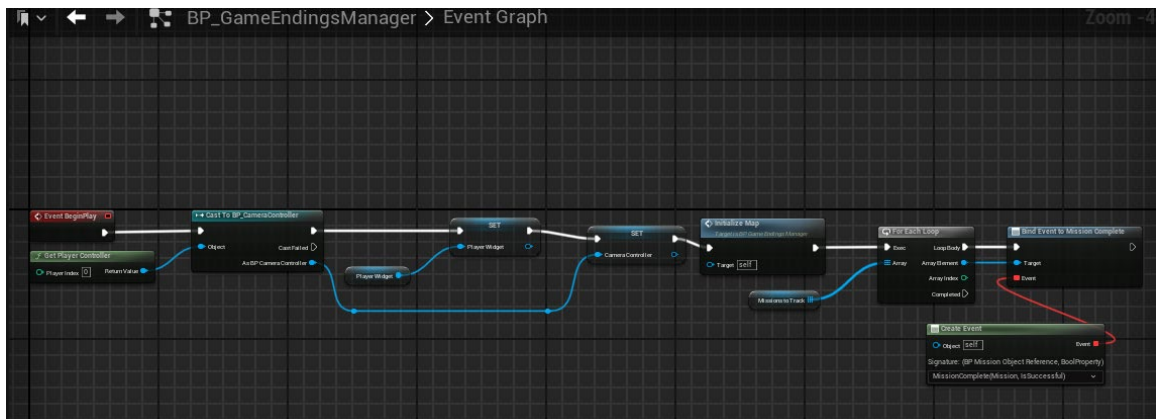 BP_GameEndingsManager > Event Graph
Zoom -4
Event BeginPlay
Get Player Controller
Player Index 0
Return Value
Cast To BP_CameraController
Object
Cast Failed
As BP Camera Controller
Player Widget
SET
Player Widget
SET
Camera Controller
Initialize Map
Target is BP Game Endings Manager
Target self
Missions to Track
For Each Loop
Exec
Loop Body
Array
Array Element
Array Index
Completed
Bind Event to Mission Complete
Target
Event
Create Event
Object self
Event
Signature: (BP Mission Object Reference, BoolProperty)
MissionComplete(Mission, IsSuccessful)